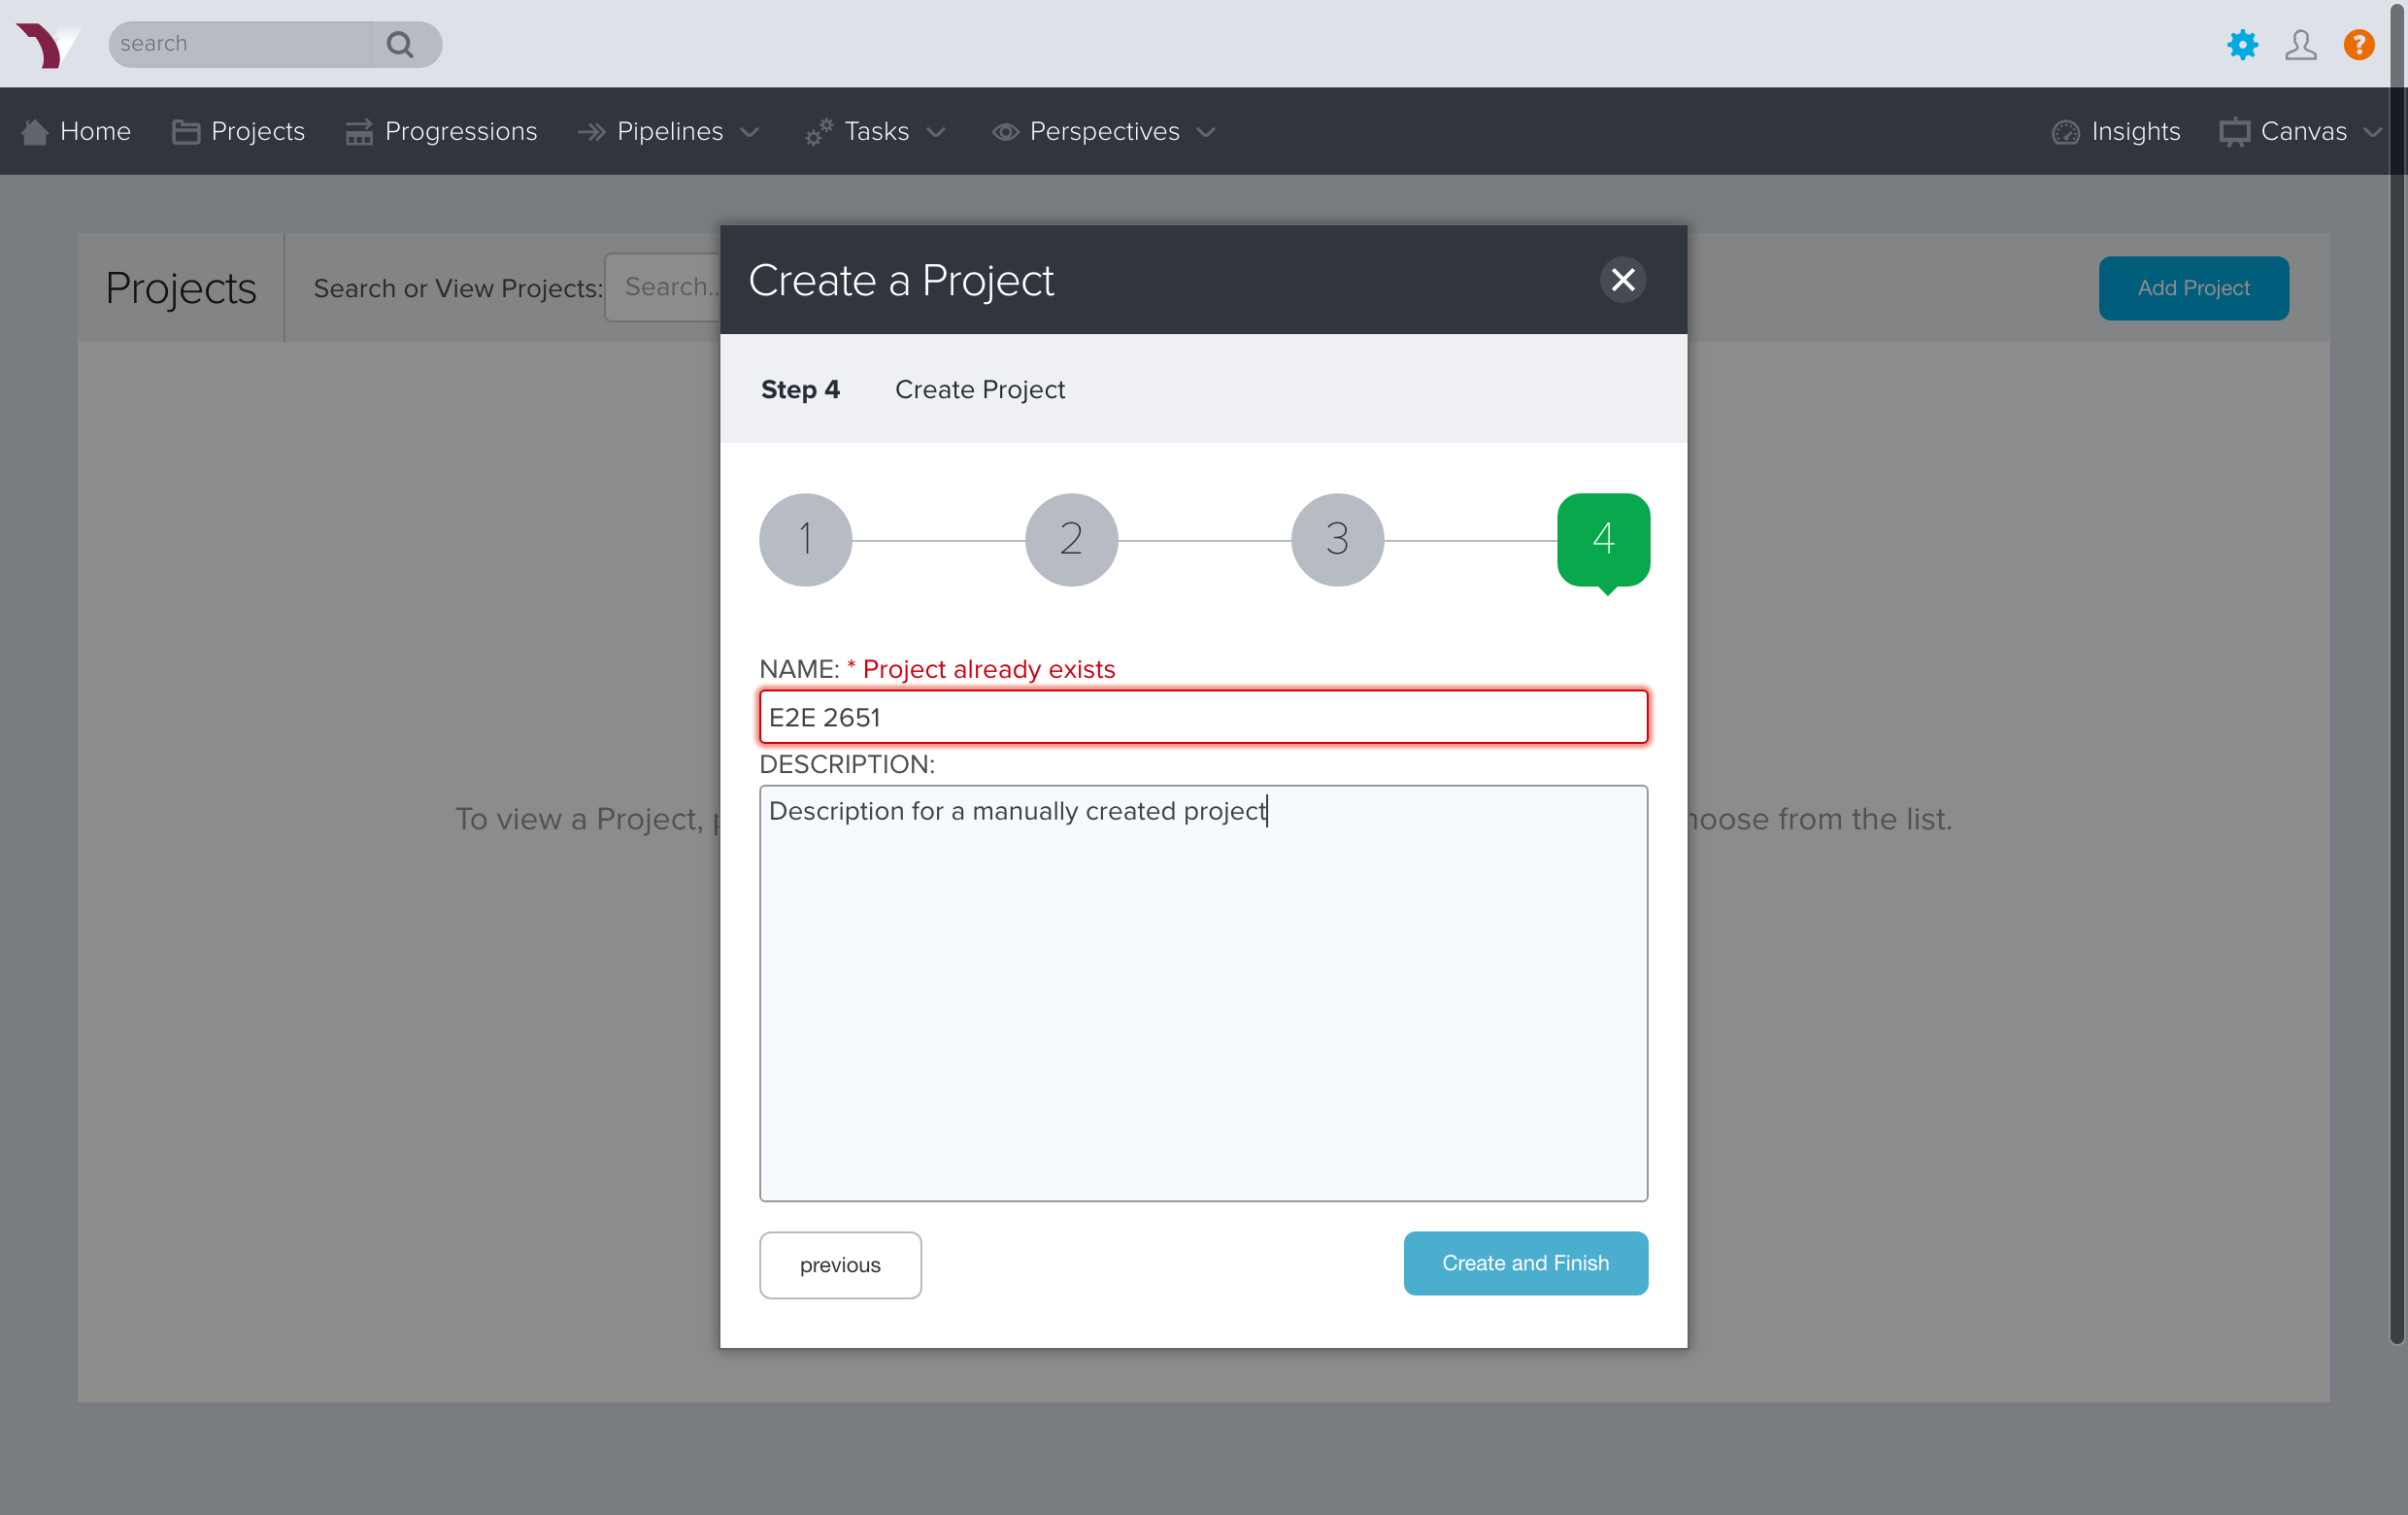 search
Home Projects Progressions Pipelines Tasks Perspectives Insights Canvas
Projects Search or View Projects: Search.. Add Project
Create a Project
Step 4 Create Project
1 2 3 4
NAME: * Project already exists
E2E 2651
DESCRIPTION:
Description for a manually created project
To view a Project, from the list.
previous Create and Finish